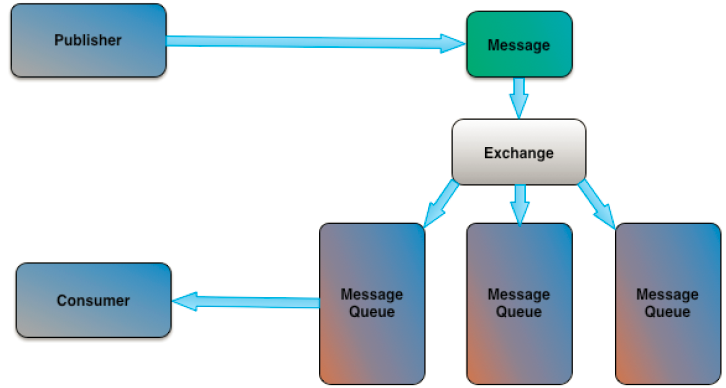 Publisher
Message
Exchange
Message
Queue
Message
Queue
Message
Queue
Consumer